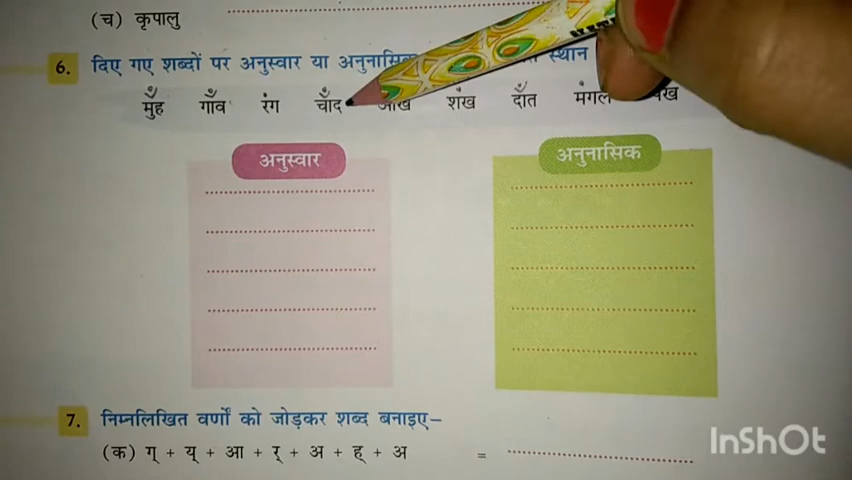 (च) कृपालु ..........
6. दिए गए शब्दों पर अनुस्वार या अनुनासिक स्थान
मुँह गाँव रंग चाँद आँख शंख दाँत मंगल पंख
अनुस्वार अनुनासिक
7. निम्नलिखित वर्णों को जोड़कर शब्द बनाइए–
(क) ग् + य् + आ + र् + अ + ह् + अ = ..........
InShOt